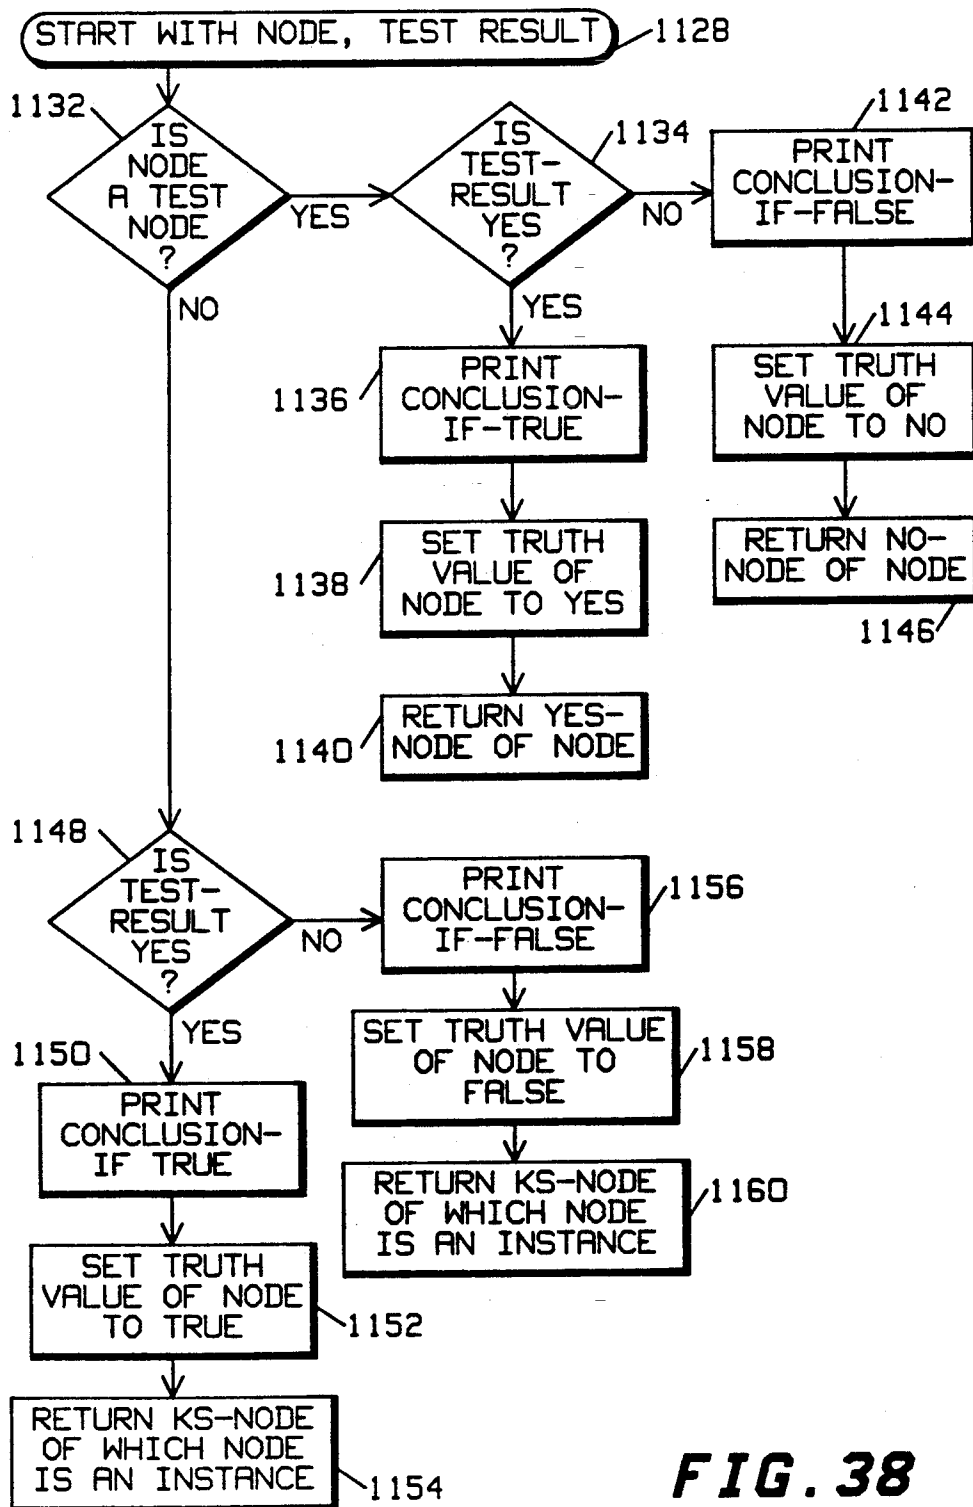 START WITH NODE, TEST RESULT
1128
1132
IS
NODE
A TEST
NODE
?
YES
NO
IS
TEST-
RESULT
YES
?
1134
NO
YES
1142
PRINT
CONCLUSION-
IF-FALSE
1144
SET TRUTH
VALUE OF
NODE TO NO
RETURN NO-
NODE OF NODE
1146
1136
PRINT
CONCLUSION-
IF-TRUE
1138
SET TRUTH
VALUE OF
NODE TO YES
1140
RETURN YES-
NODE OF NODE
1148
IS
TEST-
RESULT
YES
?
NO
YES
PRINT
CONCLUSION-
IF-FALSE
1156
SET TRUTH VALUE
OF NODE TO
FALSE
1158
RETURN KS-NODE
OF WHICH NODE
IS AN INSTANCE
1160
1150
PRINT
CONCLUSION-
IF TRUE
SET TRUTH
VALUE OF NODE
TO TRUE
1152
RETURN KS-NODE
OF WHICH NODE
IS AN INSTANCE
1154
FIG. 38